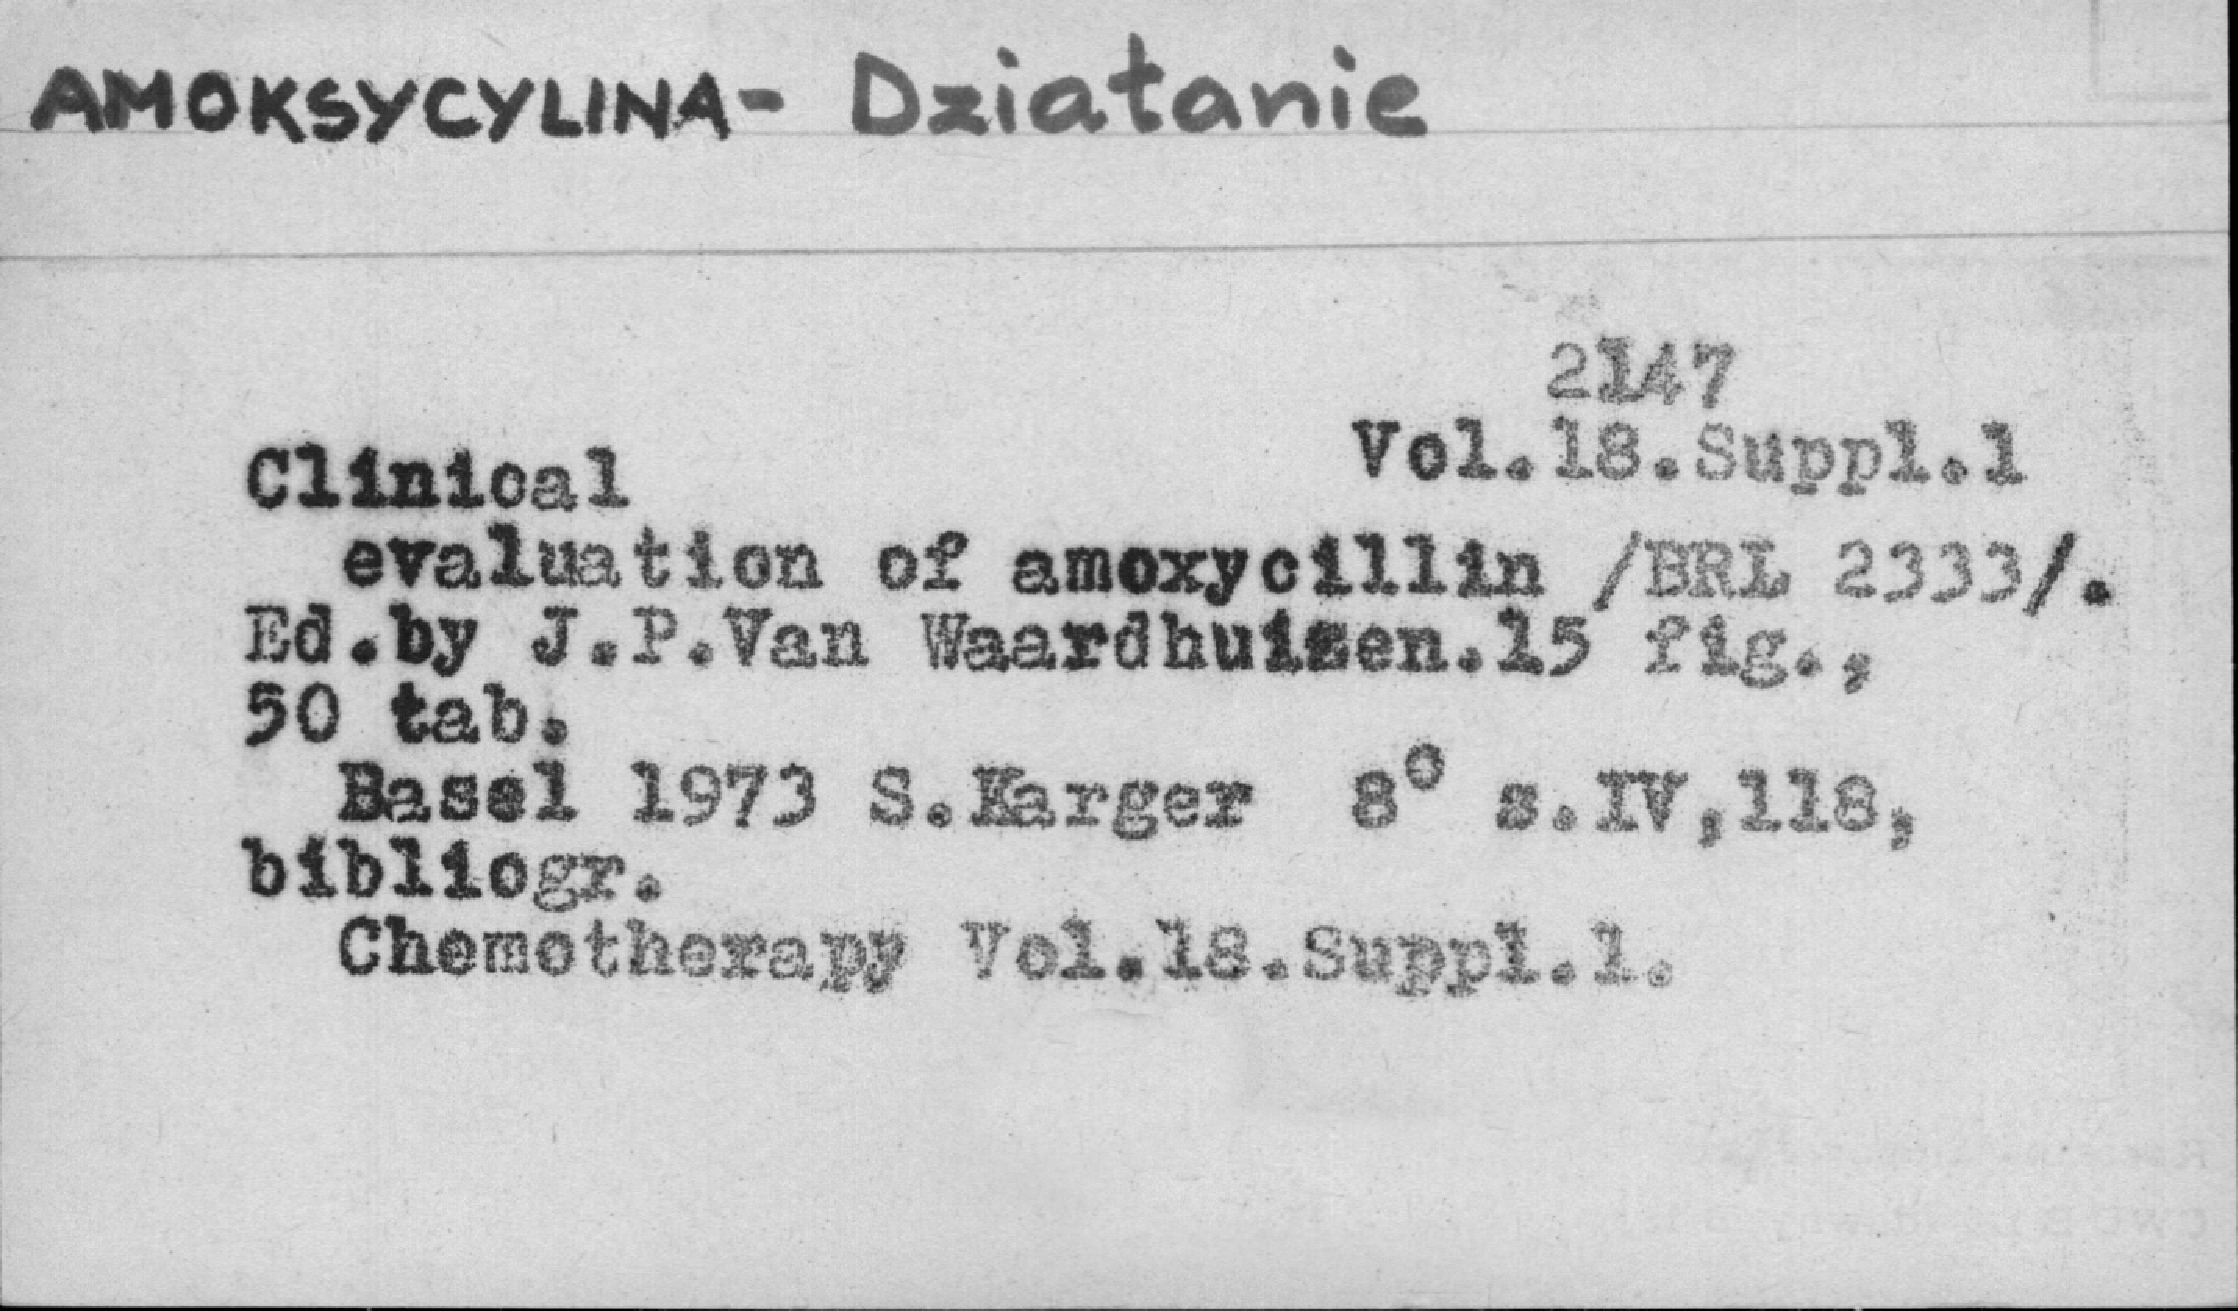 AMOKSYCYLINA - Działanie
2147
Vol.18.Suppl.1
Clinical
evaluation of amoxycillin /BRL 2333/.
Ed.by J.P.Van Waardhuizen.15 fig.,
50 tab.
Basel 1973 S.Karger 8° s.IV,118,
bibliogr.
Chemotherapy Vol.18.Suppl.1.